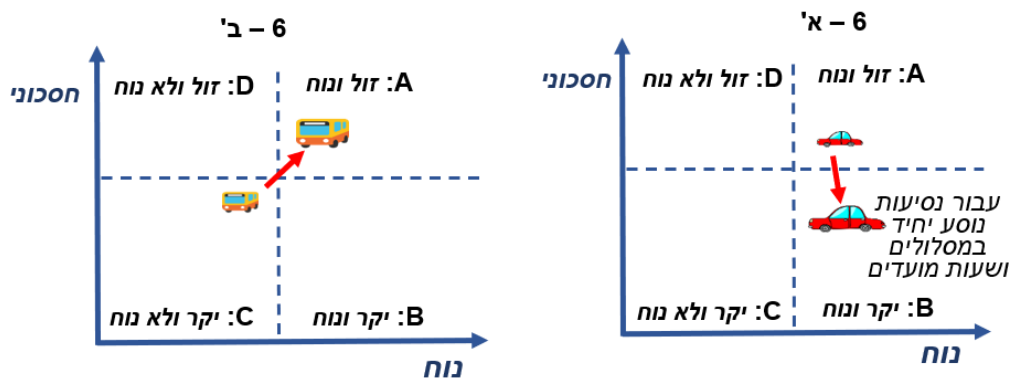 6 – א'
חסכוני
D: זול ולא נוח
A: זול ונוח
עבור נסיעות
נוסע יחיד
במסלולים
ושעות מועדים
C: יקר ולא נוח
B: יקר ונוח
נוח
6 – ב'
חסכוני
D: זול ולא נוח
A: זול ונוח
C: יקר ולא נוח
B: יקר ונוח
נוח